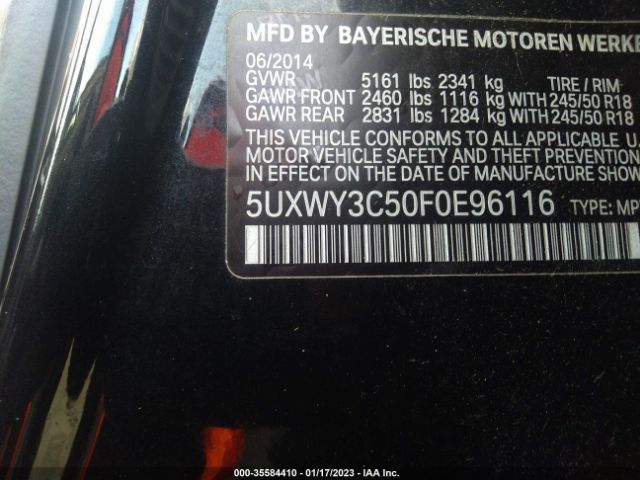 MFD BY BAYERISCHE MOTOREN WERKE
06/2014
GVWR 5161 lbs 2341 kg TIRE / RIM
GAWR FRONT 2460 lbs 1116 kg WITH 245/50 R18
GAWR REAR 2831 lbs 1284 kg WITH 245/50 R18
THIS VEHICLE CONFORMS TO ALL APPLICABLE U.
MOTOR VEHICLE SAFETY AND THEFT PREVENTION
IN EFFECT ON THE DATE OF MANUFACTURE SHOW
5UXWY3C50F0E96116 TYPE: MP
000-35584410 - 01/17/2023 - IAA Inc.